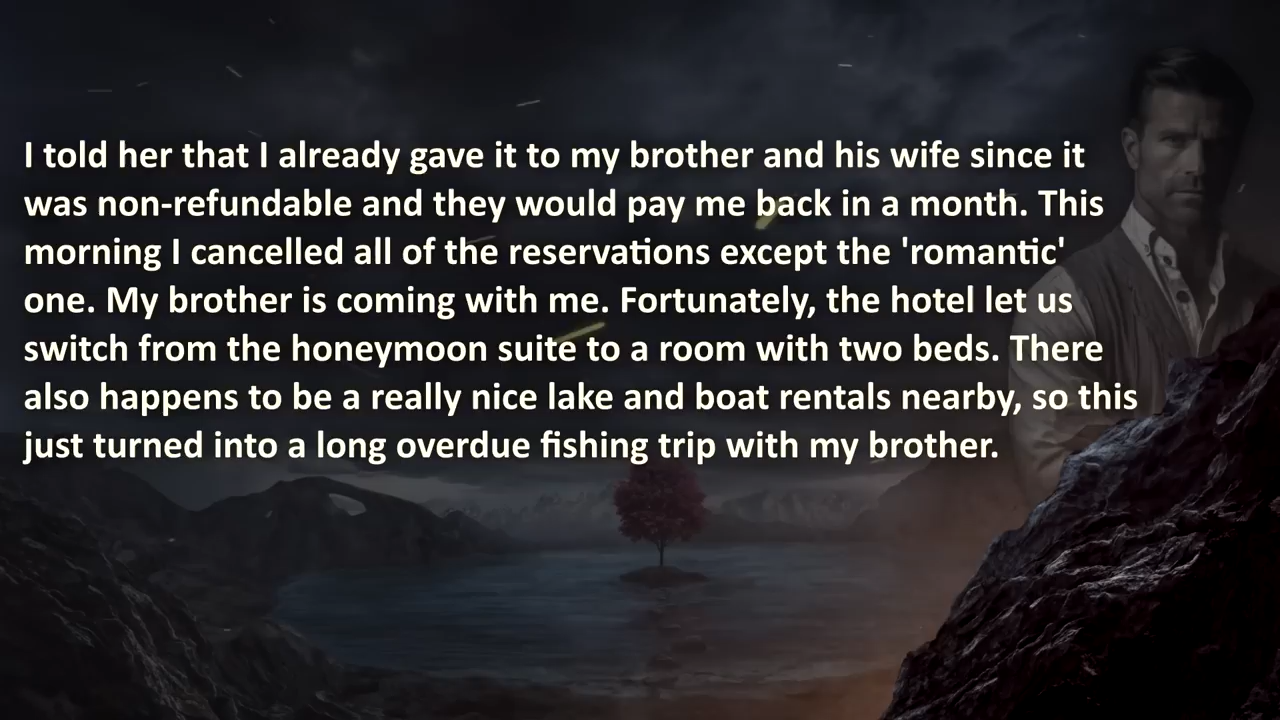 I told her that I already gave it to my brother and his wife since it
was non-refundable and they would pay me back in a month. This
morning I cancelled all of the reservations except the 'romantic'
one. My brother is coming with me. Fortunately, the hotel let us
switch from the honeymoon suite to a room with two beds. There
also happens to be a really nice lake and boat rentals nearby, so this
just turned into a long overdue fishing trip with my brother.